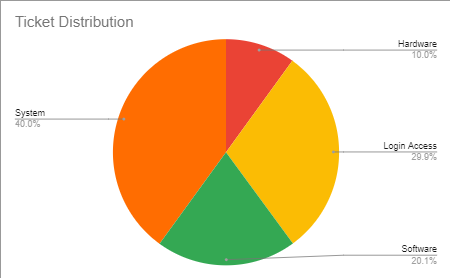 Ticket Distribution
Hardware
10.0%
System
40.0%
Login Access
29.9%
Software
20.1%